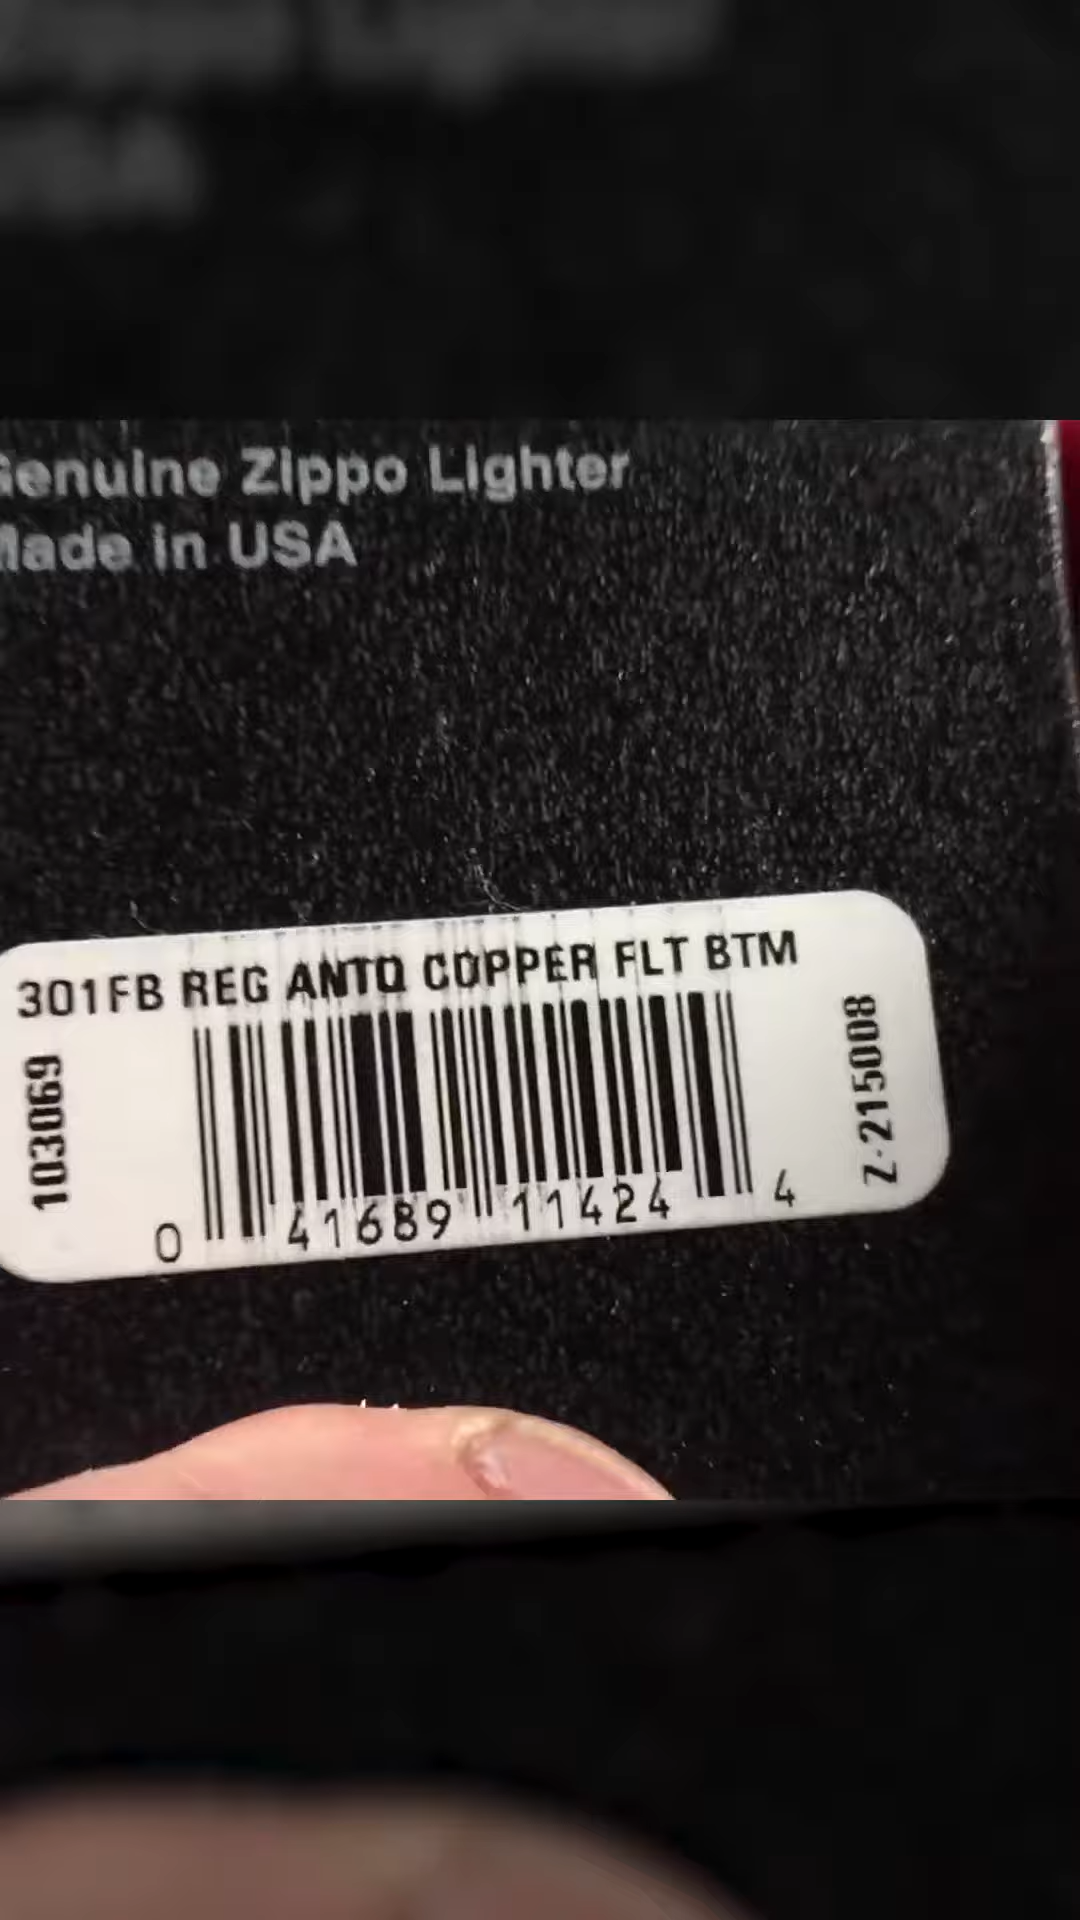 Genuine Zippo Lighter
Made in USA
301FB REG ANTQ COPPER FLT BTM
103069
0 41689 11424 4
Z-215008